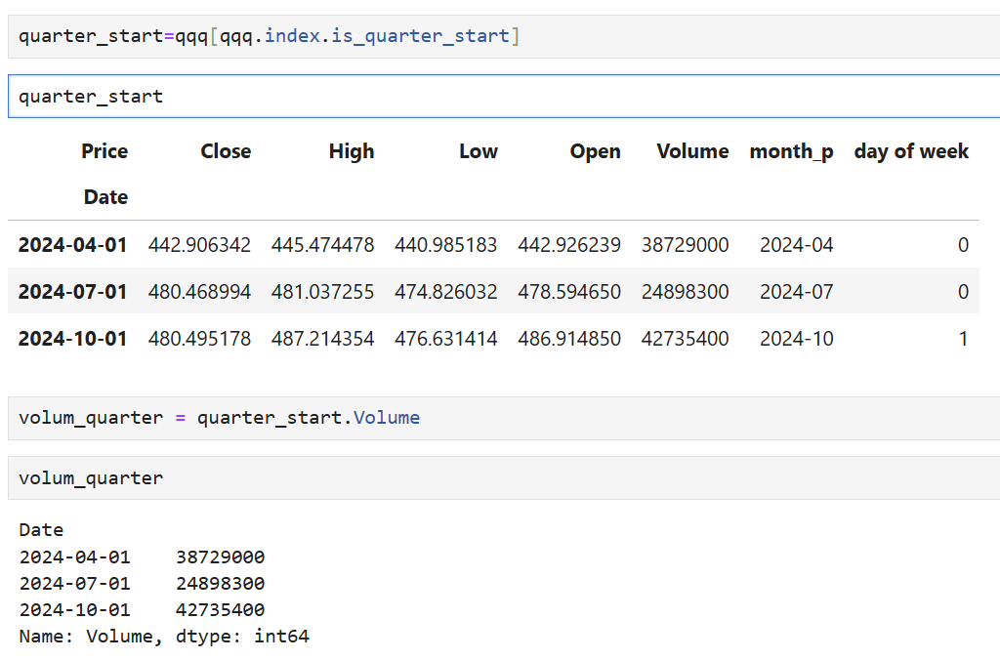 quarter_start=qqq[qqq.index.is_quarter_start]
quarter_start
Price Close High Low Open Volume month_p day of week
Date
2024-04-01 442.906342 445.474478 440.985183 442.926239 38729000 2024-04 0
2024-07-01 480.468994 481.037255 474.826032 478.594650 24898300 2024-07 0
2024-10-01 480.495178 487.214354 476.631414 486.914850 42735400 2024-10 1
volum_quarter = quarter_start.Volume
volum_quarter
Date
2024-04-01 38729000
2024-07-01 24898300
2024-10-01 42735400
Name: Volume, dtype: int64